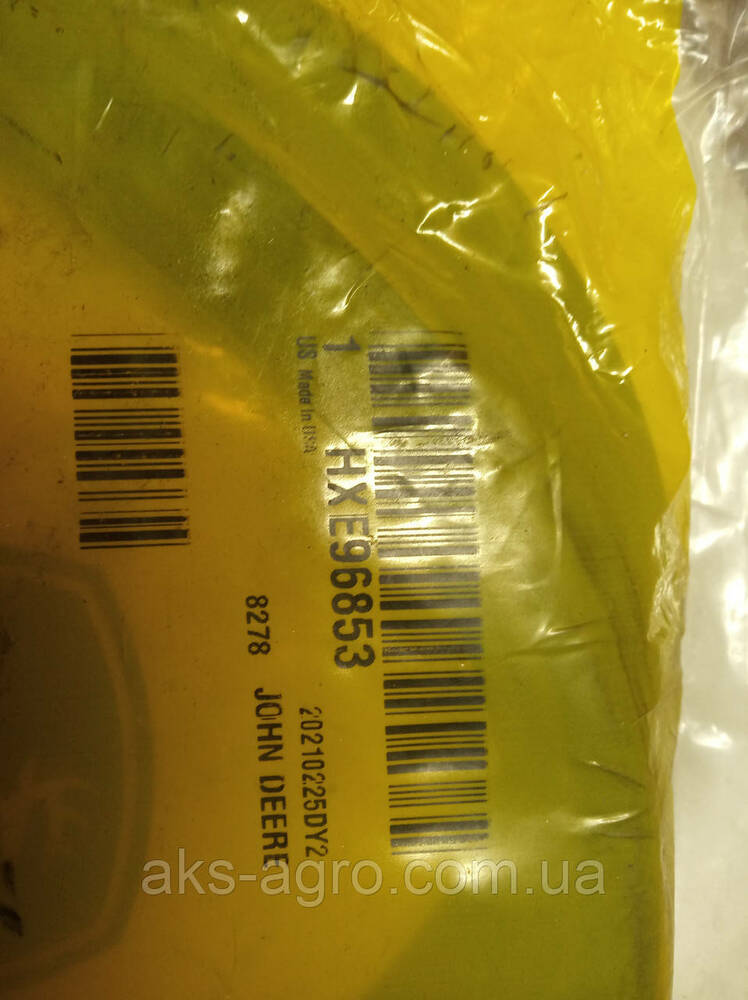 1 HXE96853
US Made in USA
20210225DY2
8278 JOHN DEERE
aks-agro.com.ua